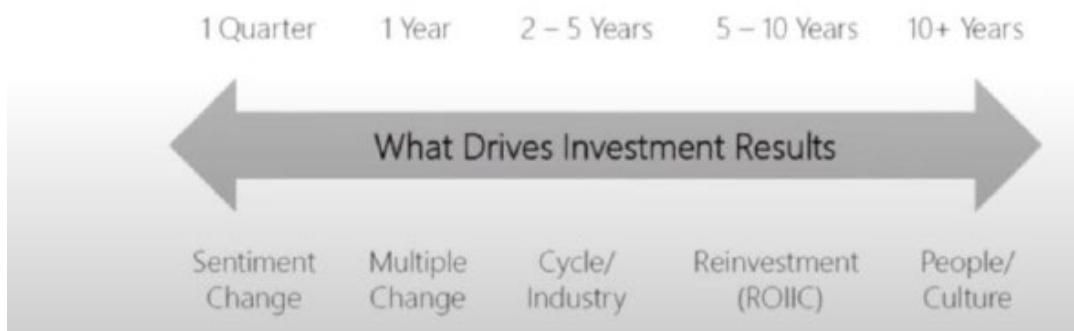 1 Quarter 1 Year 2 – 5 Years 5 – 10 Years 10+ Years
What Drives Investment Results
Sentiment Multiple Cycle/ Reinvestment People/
Change Change Industry (ROIIC) Culture